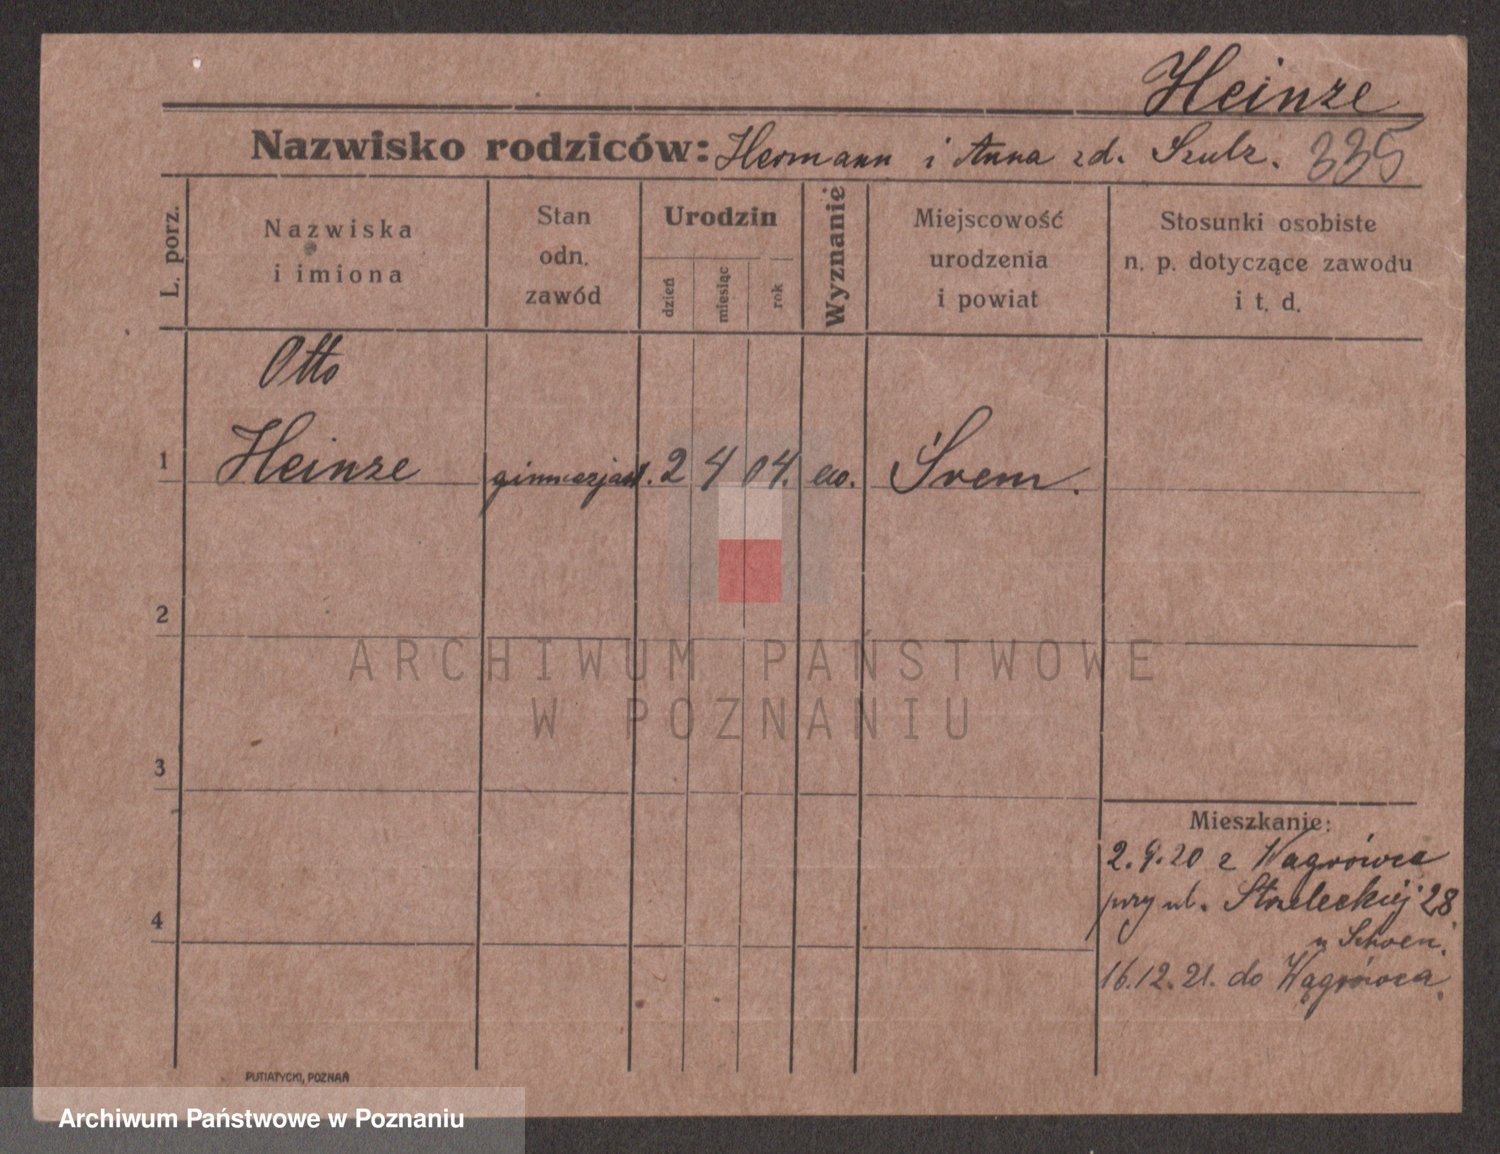 Heinze
Nazwisko rodziców: Hermann i Anna zd. Szulz. 335
L. porz.
Nazwiska
i imiona
Stan
odn.
zawód
Urodzin
dzień
miesiąc
rok
Wyznanie
Miejscowość
urodzenia
i powiat
Stosunki osobiste
n. p. dotyczące zawodu
i t. d.
Otto
1 Heinze gimnazjast. 2 4 04. ew. Śrem.
2
3
4
Mieszkanie:
2.9.20 z Wągrówca
przy ul. Strzeleckiej 28
u Schoen.
16.12.21. do Wągrówca.
PUTIATYCKI, POZNAŃ
ARCHIWUM PAŃSTWOWE
W POZNANIU
Archiwum Państwowe w Poznaniu